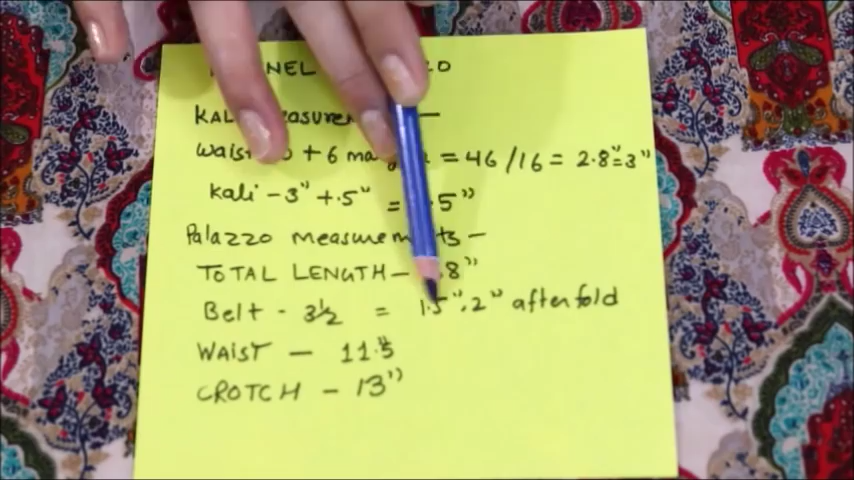 KALI
waist + 6 = 46/16 = 2.8"=3"
Kali - 3" + .5" = .5"
Palazzo measurements -
TOTAL LENGTH - 8"
Belt - 3½ = 1.5", 2" after fold
WAIST - 11.5"
CROTCH - 13"